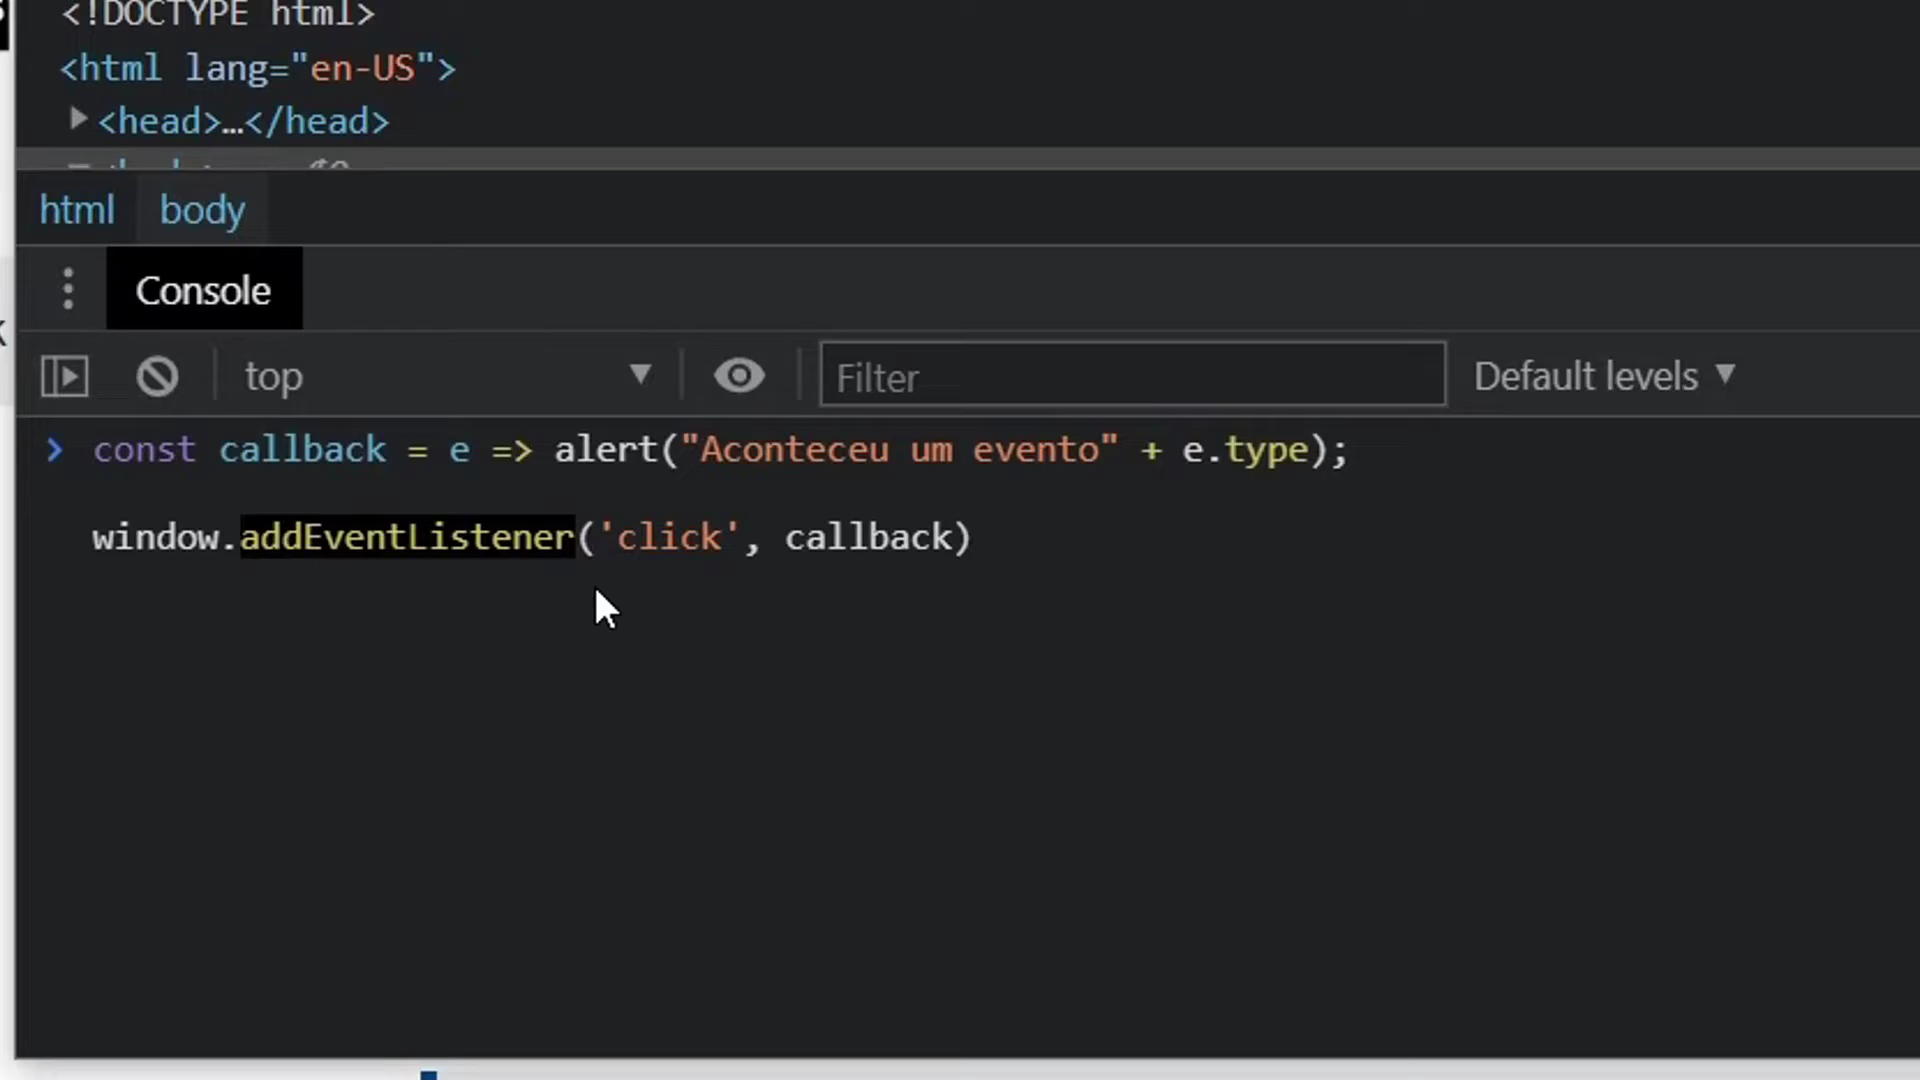 <!DOCTYPE html>
<html lang="en-US">
<head>…</head>
html body
Console
top Filter Default levels
const callback = e => alert("Aconteceu um evento" + e.type);
window.addEventListener('click', callback)